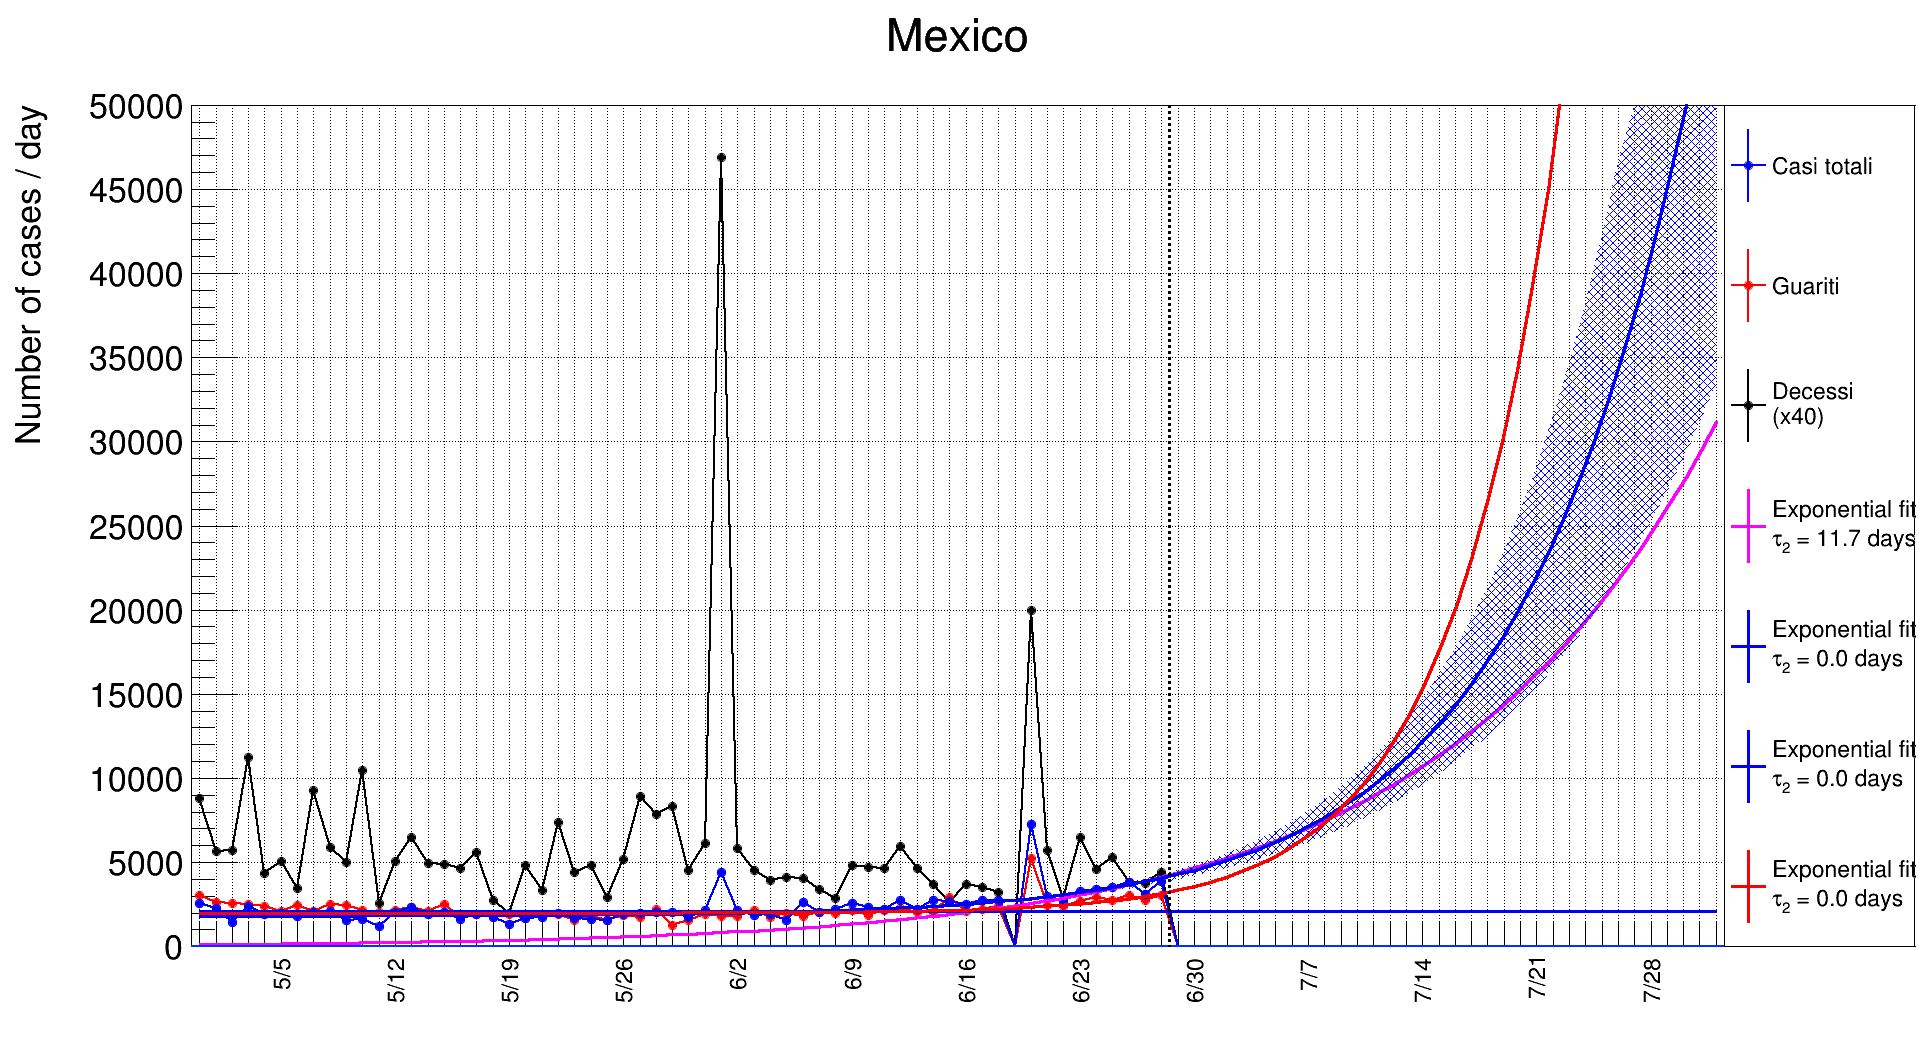 Mexico
Number of cases / day
50000
45000
40000
35000
30000
25000
20000
15000
10000
5000
0
5/5
5/12
5/19
5/26
6/2
6/9
6/16
6/23
6/30
7/7
7/14
7/21
7/28
Casi totali
Guariti
Decessi
(x40)
Exponential fit
τ2 = 11.7 days
Exponential fit
τ2 = 0.0 days
Exponential fit
τ2 = 0.0 days
Exponential fit
τ2 = 0.0 days